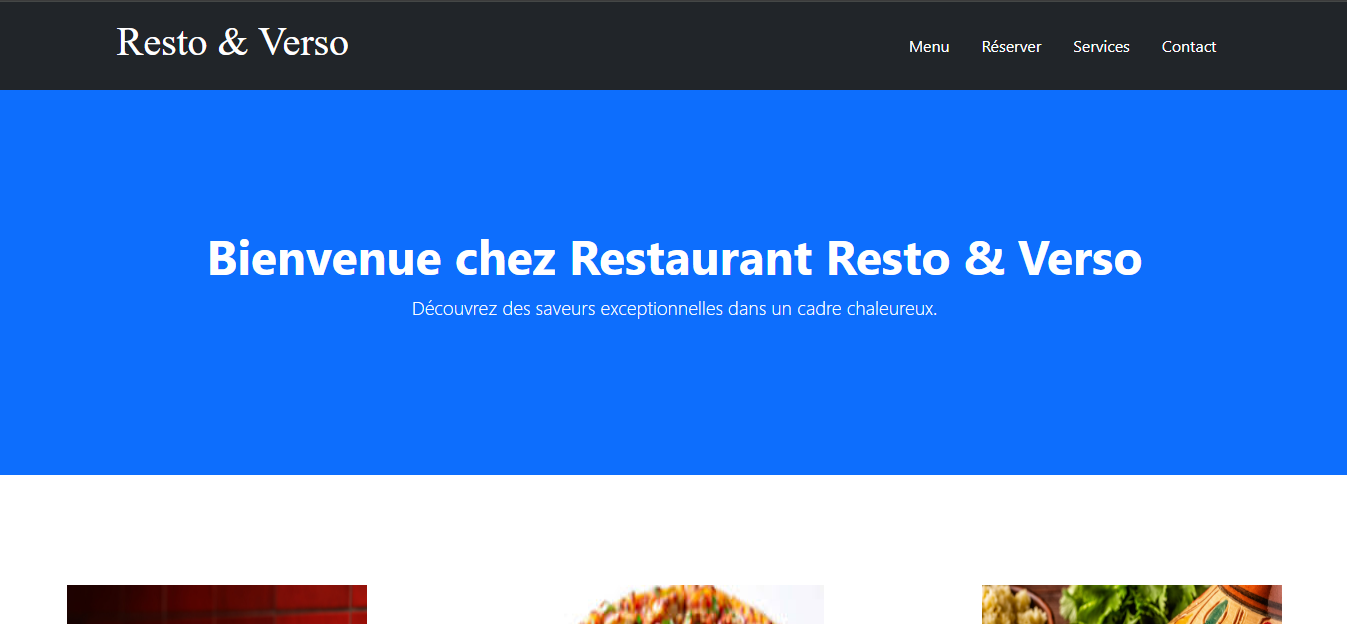 Resto & Verso
Menu Réserver Services Contact
Bienvenue chez Restaurant Resto & Verso
Découvrez des saveurs exceptionnelles dans un cadre chaleureux.